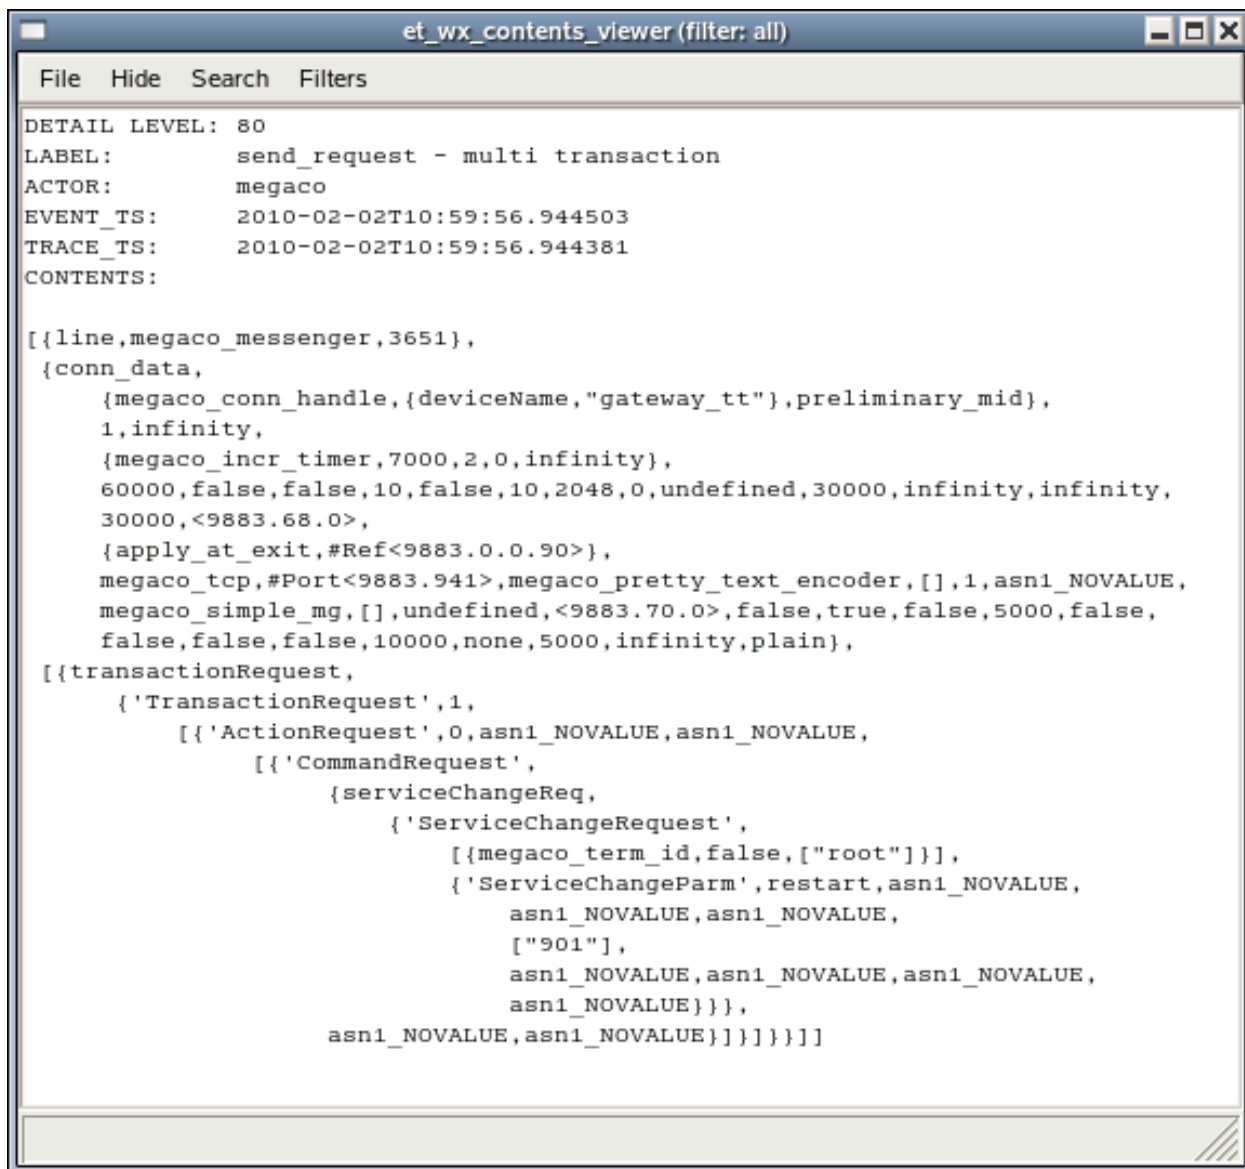 et_wx_contents_viewer (filter: all)
File Hide Search Filters
DETAIL LEVEL: 80
LABEL: send_request - multi transaction
ACTOR: megaco
EVENT_TS: 2010-02-02T10:59:56.944503
TRACE_TS: 2010-02-02T10:59:56.944381
CONTENTS:
[{line,megaco_messenger,3651},
{conn_data,
{megaco_conn_handle,{deviceName,"gateway_tt"},preliminary_mid},
1,infinity,
{megaco_incr_timer,7000,2,0,infinity},
60000,false,false,10,false,10,2048,0,undefined,30000,infinity,infinity,
30000,<9883.68.0>,
{apply_at_exit,#Ref<9883.0.0.90>},
megaco_tcp,#Port<9883.941>,megaco_pretty_text_encoder,[],1,asn1_NOVALUE,
megaco_simple_mg,[],undefined,<9883.70.0>,false,true,false,5000,false,
false,false,false,10000,none,5000,infinity,plain},
[{transactionRequest,
{'TransactionRequest',1,
[{'ActionRequest',0,asn1_NOVALUE,asn1_NOVALUE,
[{'CommandRequest',
{serviceChangeReq,
{'ServiceChangeRequest',
[{megaco_term_id,false,["root"]}],
{'ServiceChangeParm',restart,asn1_NOVALUE,
asn1_NOVALUE,asn1_NOVALUE,
["901"],
asn1_NOVALUE,asn1_NOVALUE,asn1_NOVALUE,
asn1_NOVALUE}}},
asn1_NOVALUE,asn1_NOVALUE}]}]}}]]